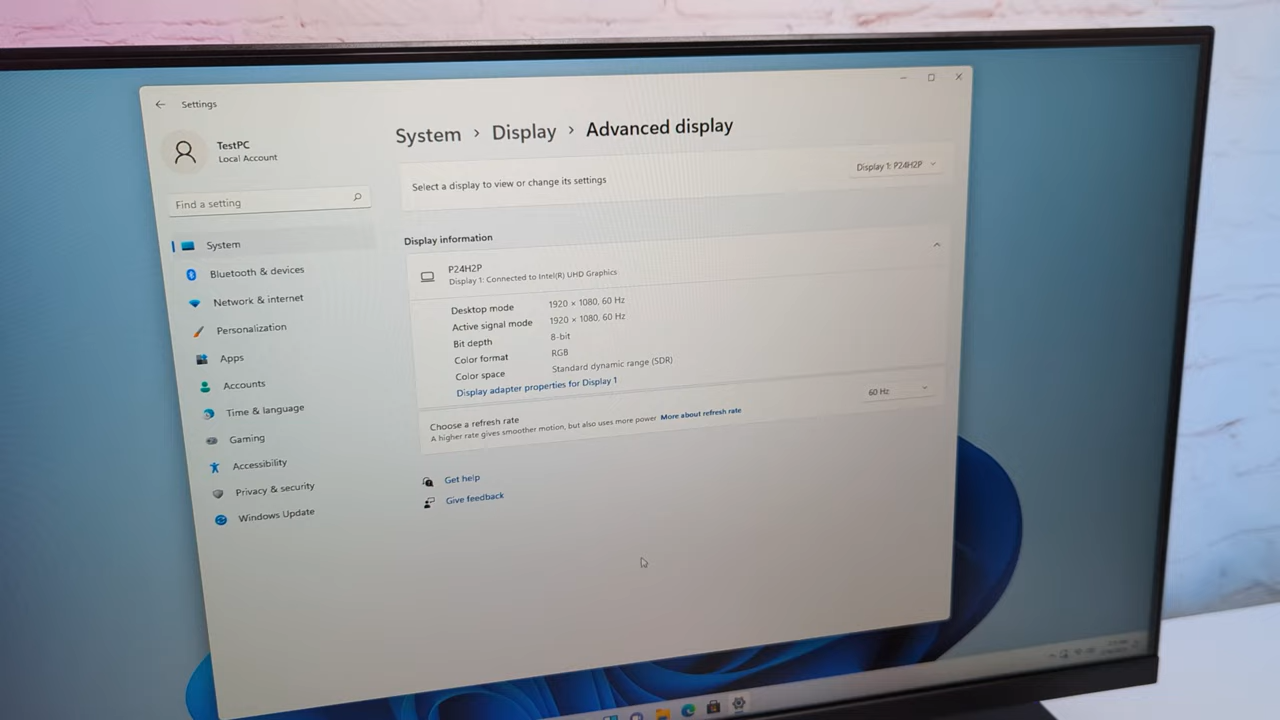 Settings
TestPC
Local Account
Find a setting
System
Bluetooth & devices
Network & internet
Personalization
Apps
Accounts
Time & language
Gaming
Accessibility
Privacy & security
Windows Update
System › Display › Advanced display
Select a display to view or change its settings
Display 1: P24H2P
Display information
P24H2P
Display 1: Connected to Intel(R) UHD Graphics
Desktop mode 1920 × 1080, 60 Hz
Active signal mode 1920 × 1080, 60 Hz
Bit depth 8-bit
Color format RGB
Color space Standard dynamic range (SDR)
Display adapter properties for Display 1
Choose a refresh rate
A higher rate gives smoother motion, but also uses more power More about refresh rate
60 Hz
Get help
Give feedback